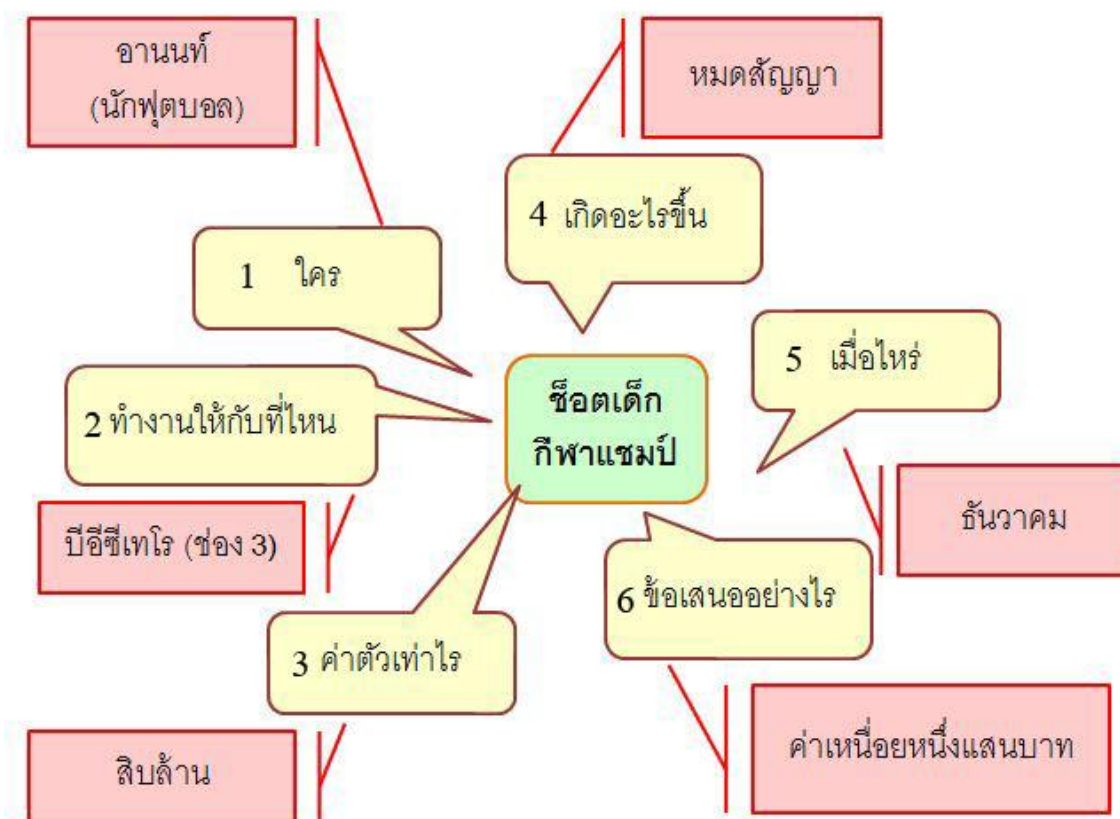 อานนท์
(นักฟุตบอล)
หมดสัญญา
4 เกิดอะไรขึ้น
1 ใคร
5 เมื่อไหร่
ช็อตเด็ก
กีฬาแชมป์
2 ทำงานให้กับที่ไหน
ธันวาคม
บีอีซีเทโร (ช่อง 3)
6 ข้อเสนออย่างไร
3 ค่าตัวเท่าไร
ค่าเหนื่อยหนึ่งแสนบาท
สิบล้าน